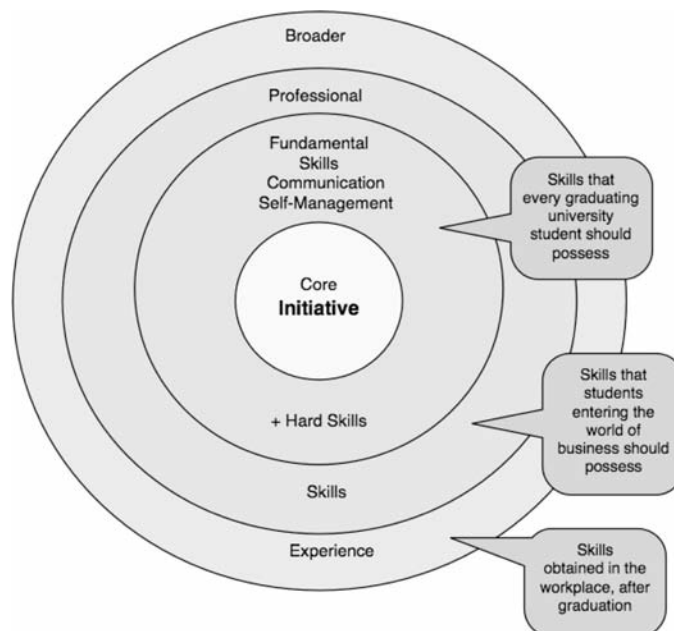 Broader
Professional
Fundamental
Skills
Communication
Self-Management
Core
Initiative
+ Hard Skills
Skills
Experience
Skills that
every graduating
university
student should
possess
Skills that
students
entering the
world of
business should
possess
Skills
obtained in the
workplace, after
graduation